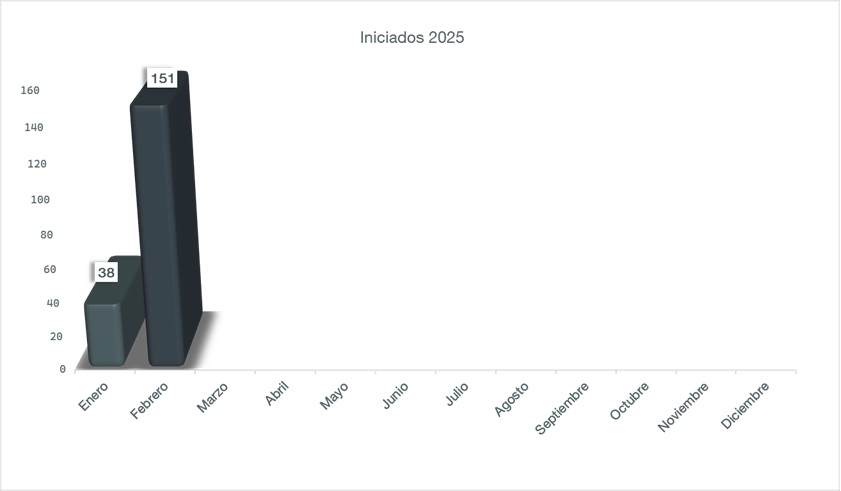 Iniciados 2025
160
140
120
100
80
60
40
20
0
151
38
Enero
Febrero
Marzo
Abril
Mayo
Junio
Julio
Agosto
Septiembre
Octubre
Noviembre
Diciembre